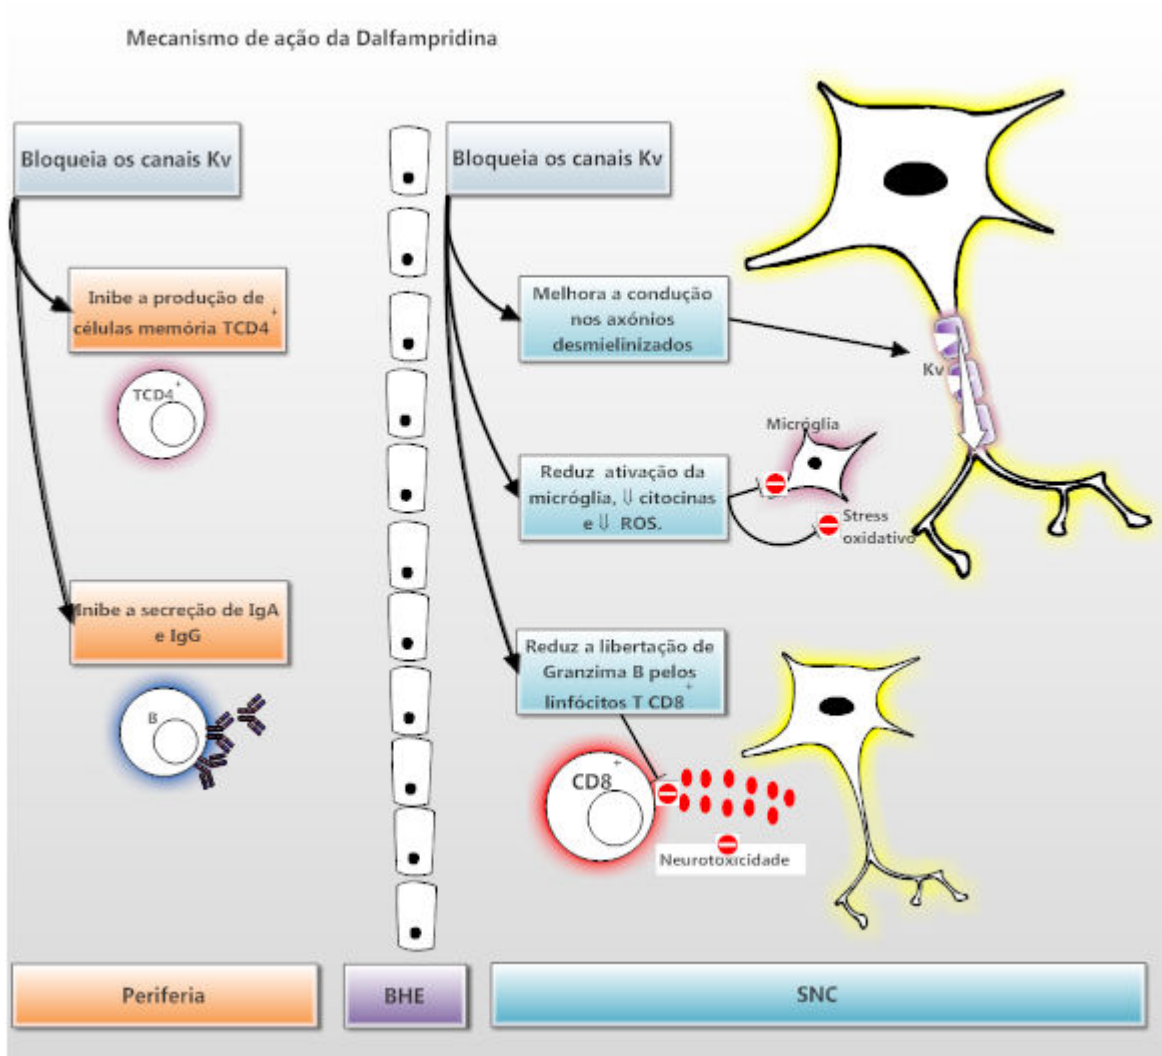 Mecanismo de ação da Dalfampridina
Bloqueia os canais Kv
Inibe a produção de
células memória TCD4+
TCD4+
Inibe a secreção de IgA
e IgG
B
Bloqueia os canais Kv
Melhora a condução
nos axónios
desmielinizados
Kv
Micróglia
Reduz ativação da
micróglia, ⇓ citocinas
e ⇓ ROS.
Stress
oxidativo
Reduz a libertação de
Granzima B pelos
linfócitos T CD8+
CD8+
Neurotoxicidade
Periferia
BHE
SNC